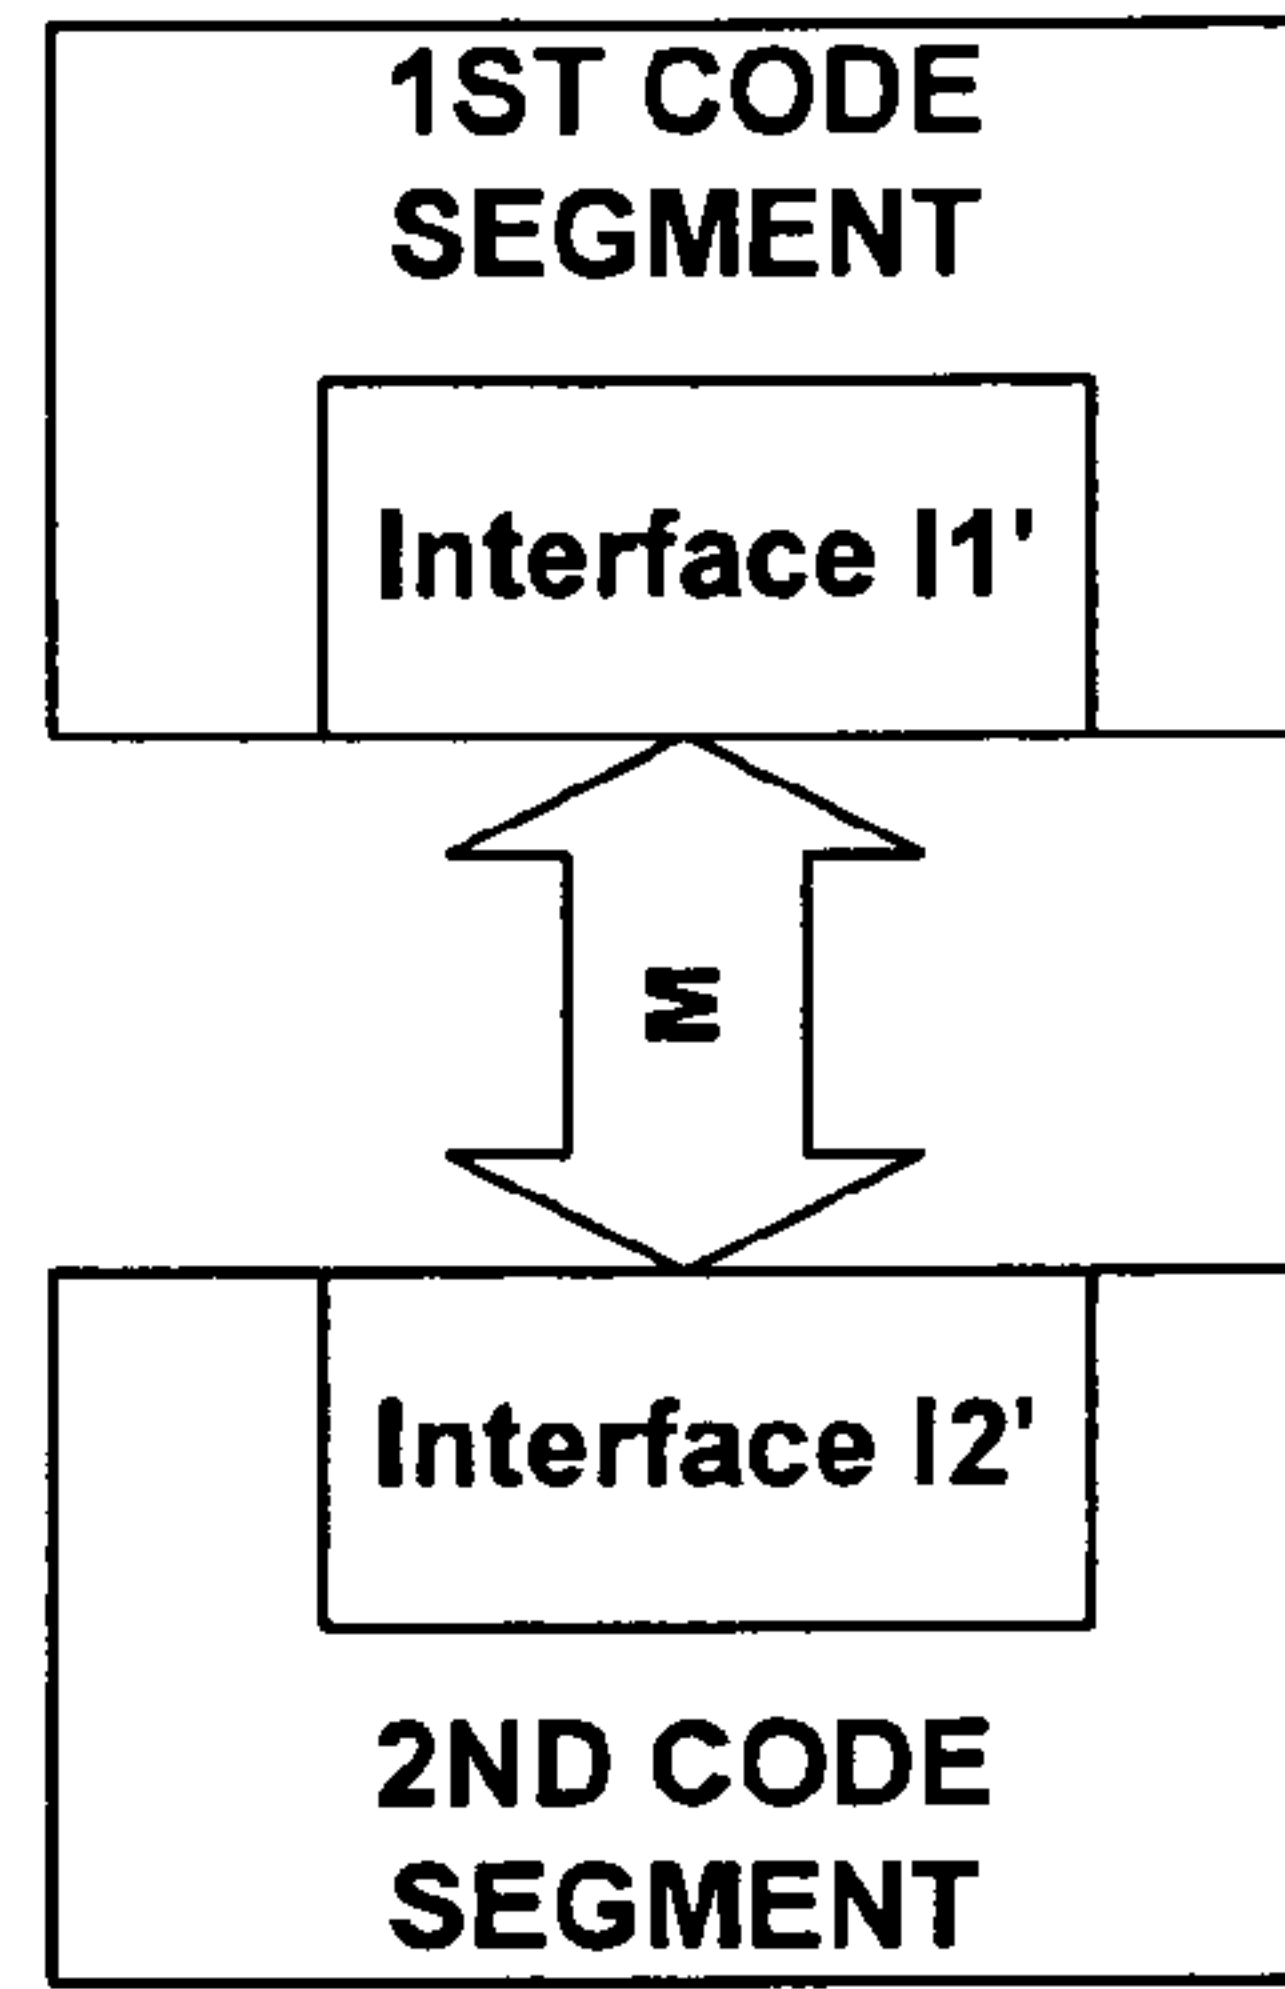 1ST CODE
SEGMENT
Interface I1'
M
Interface I2'
2ND CODE
SEGMENT